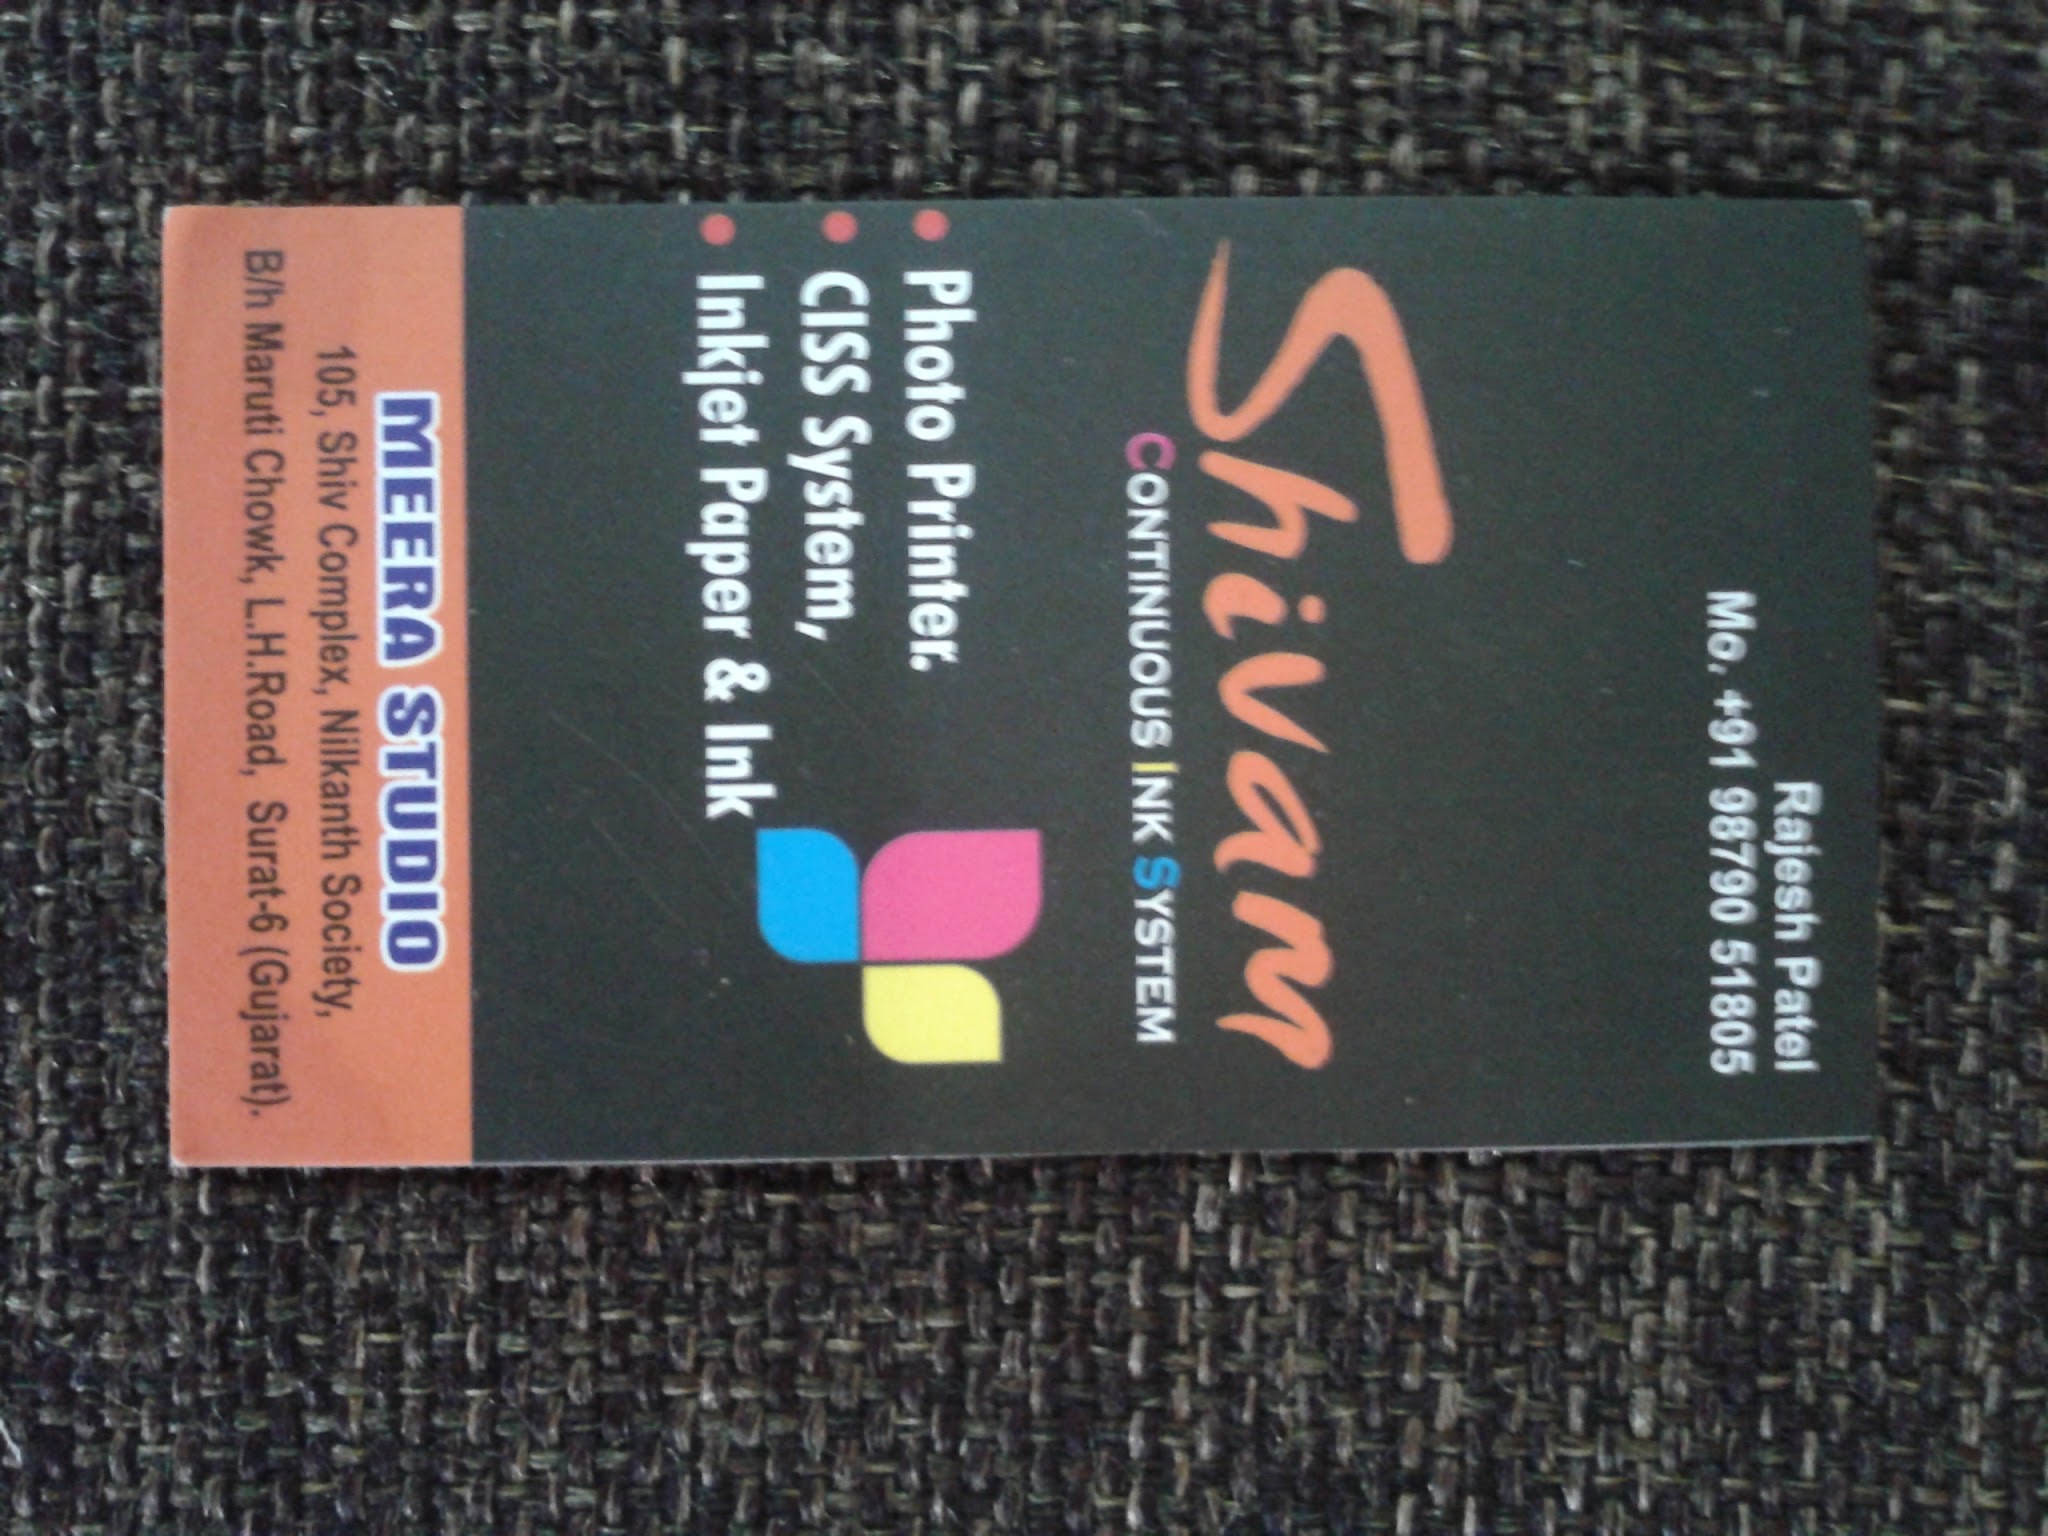 Rajesh Patel
Mo. +91 98790 51805
Shivam
CONTINUOUS INK SYSTEM
• Photo Printer.
• CISS System,
• Inkjet Paper & Ink
MEERA STUDIO
105, Shiv Complex, Nilkanth Society,
B/h Maruti Chowk, L.H.Road, Surat-6 (Gujarat).